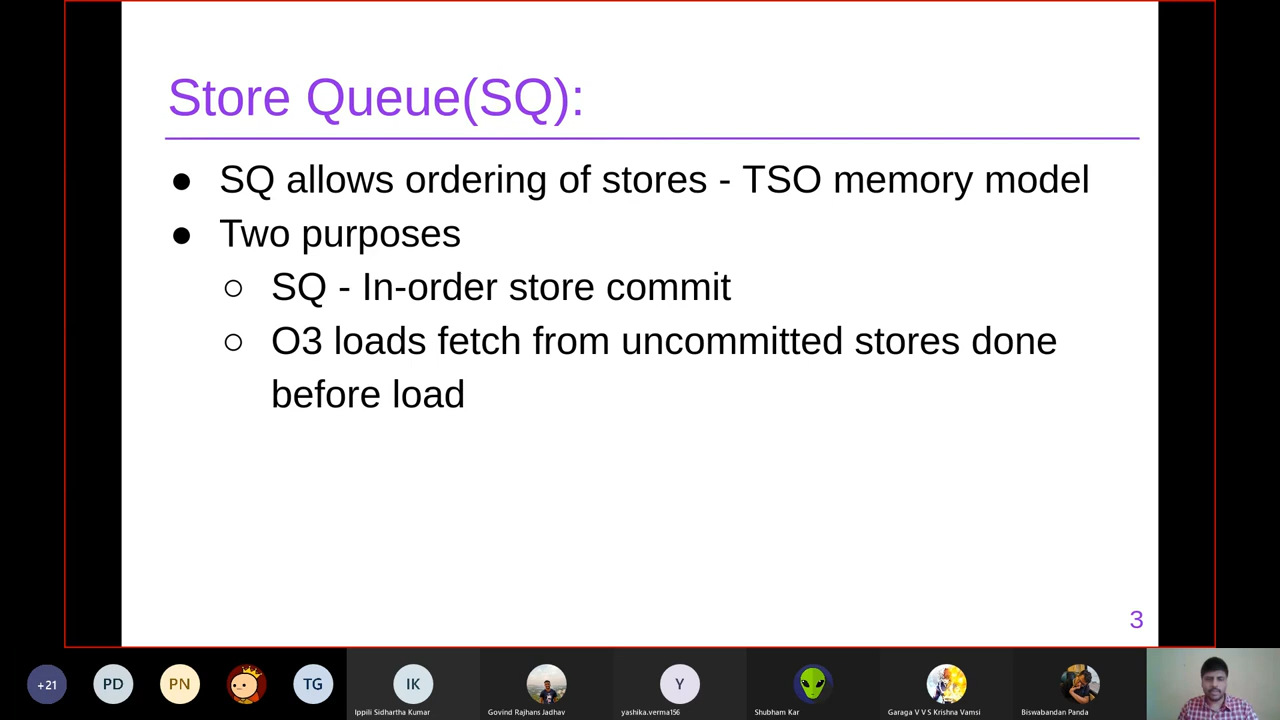 Store Queue(SQ):
● SQ allows ordering of stores - TSO memory model
● Two purposes
○ SQ - In-order store commit
○ O3 loads fetch from uncommitted stores done
before load
3
+21 PD PN TG IK Y
Ippili Sidhartha Kumar Govind Rajhans Jadhav yashika.verma156 Shubham Kar Garaga V V S Krishna Vamsi Biswabandan Panda